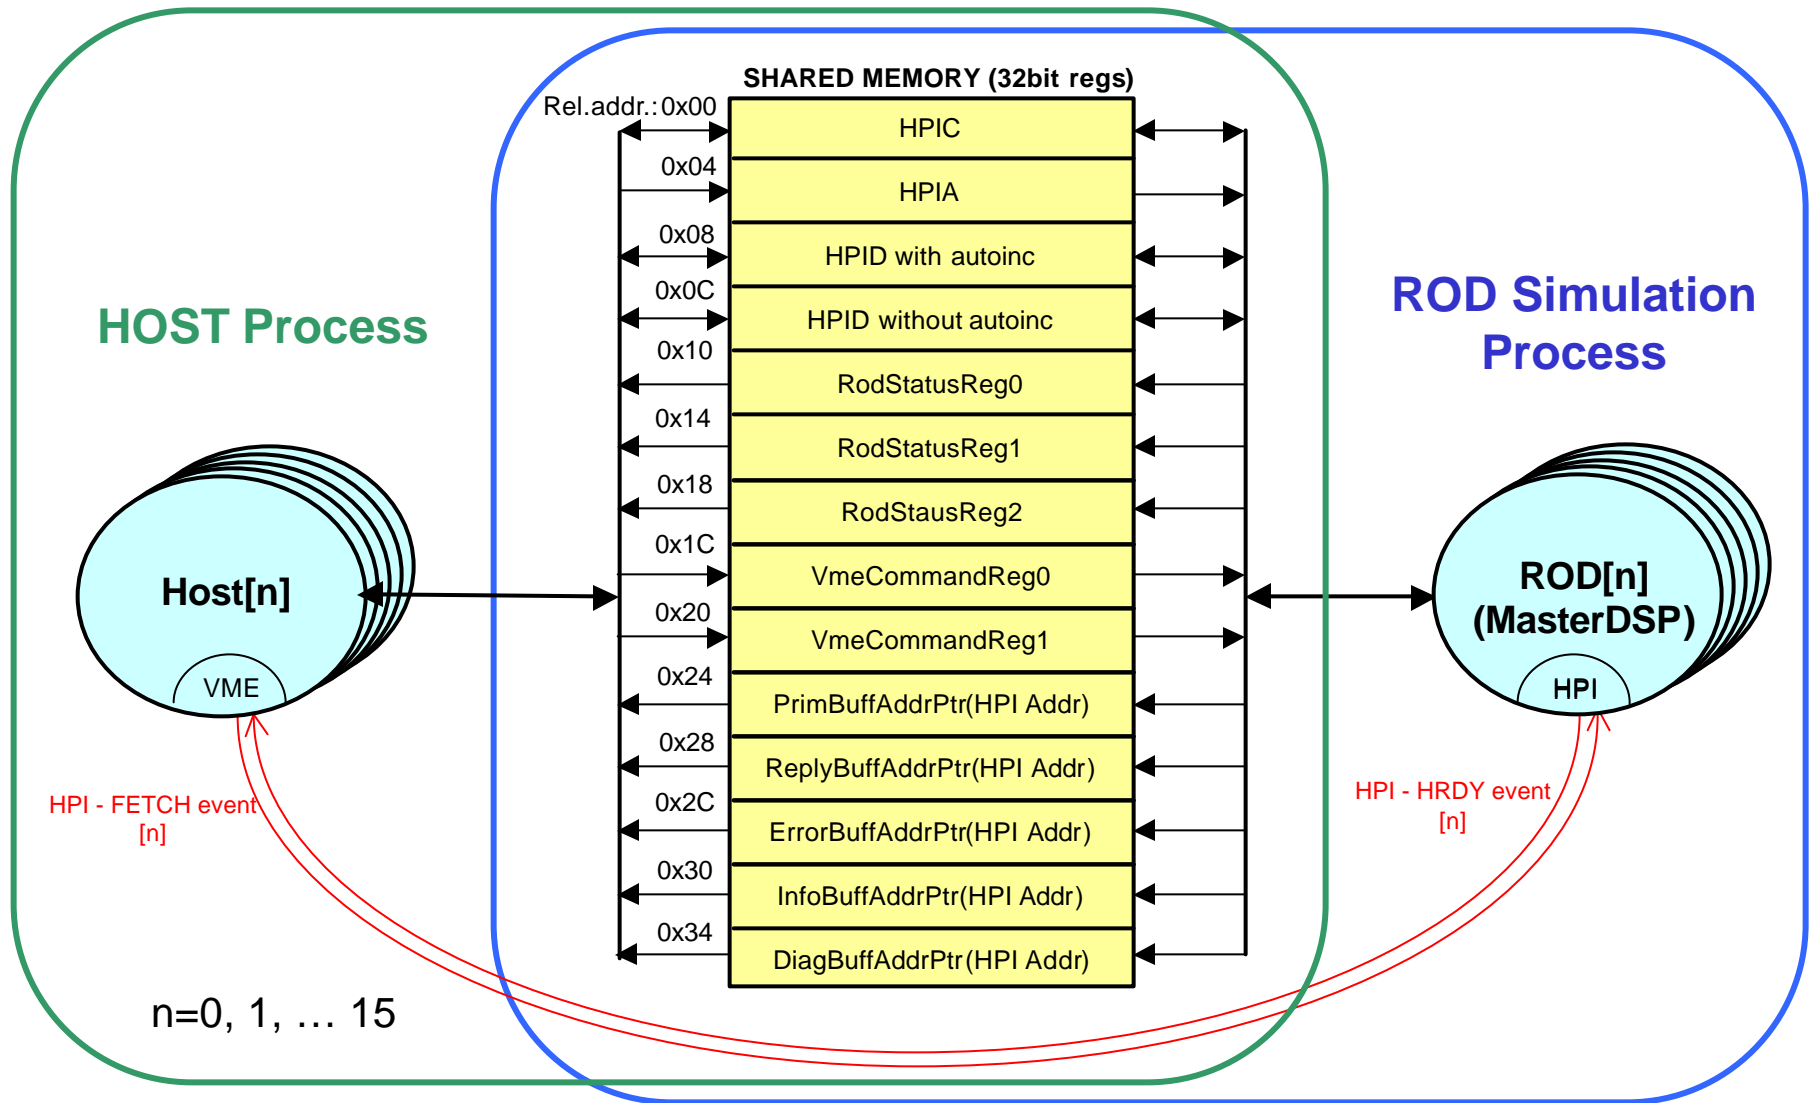 SHARED MEMORY (32bit regs)
Rel.addr.: 0x00
HPIC
0x04
HPIA
0x08
HPID with autoinc
0x0C
HPID without autoinc
0x10
RodStatusReg0
0x14
RodStatusReg1
0x18
RodStausReg2
0x1C
VmeCommandReg0
0x20
VmeCommandReg1
0x24
PrimBuffAddrPtr(HPI Addr)
0x28
ReplyBuffAddrPtr(HPI Addr)
0x2C
ErrorBuffAddrPtr(HPI Addr)
0x30
InfoBuffAddrPtr(HPI Addr)
0x34
DiagBuffAddrPtr(HPI Addr)
HOST Process
ROD Simulation
Process
Host[n]
VME
ROD[n]
(MasterDSP)
HPI
HPI - FETCH event
[n]
HPI - HRDY event
[n]
n=0, 1, … 15